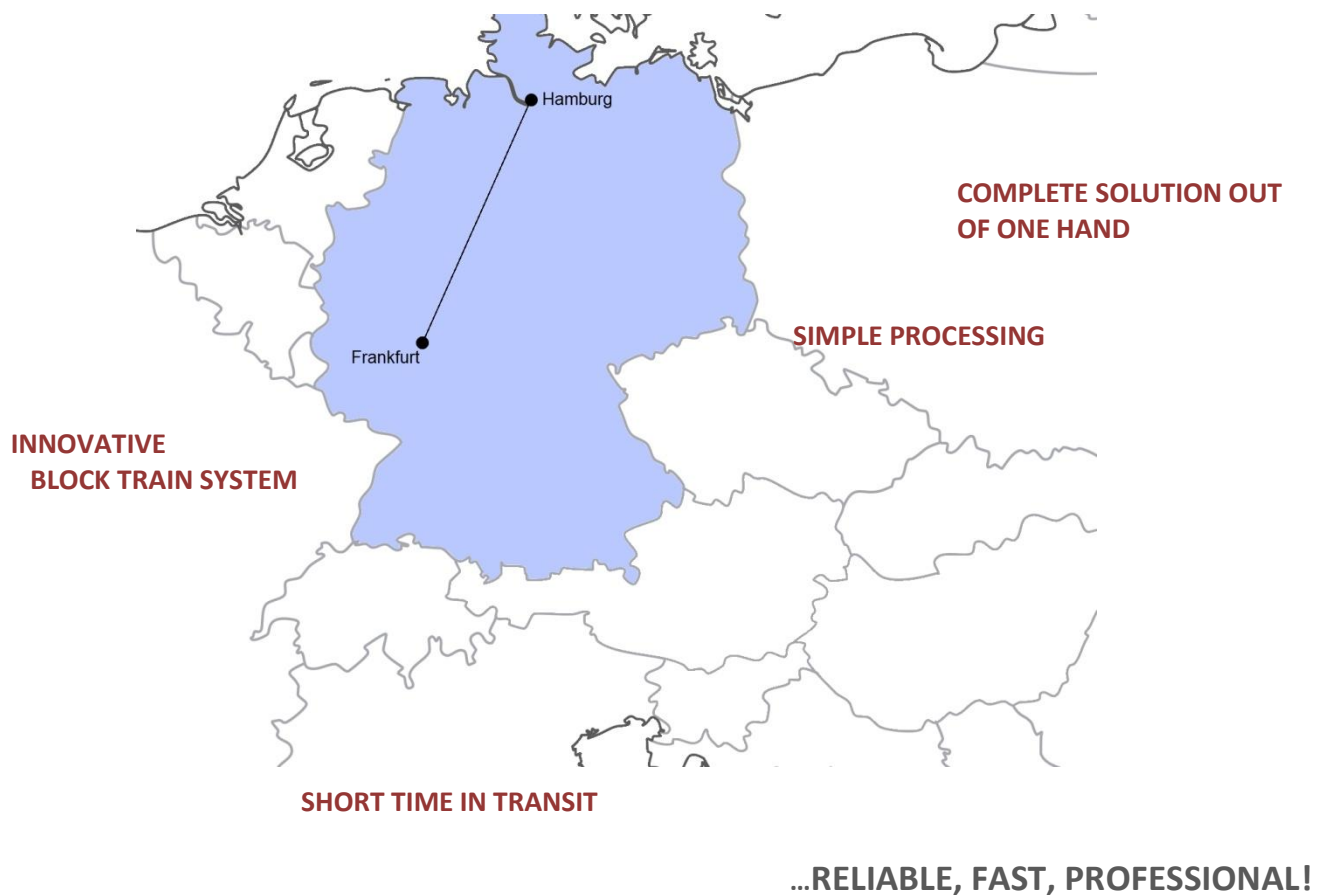 Hamburg
COMPLETE SOLUTION OUT
OF ONE HAND
SIMPLE PROCESSING
Frankfurt
INNOVATIVE
BLOCK TRAIN SYSTEM
SHORT TIME IN TRANSIT
...RELIABLE, FAST, PROFESSIONAL!